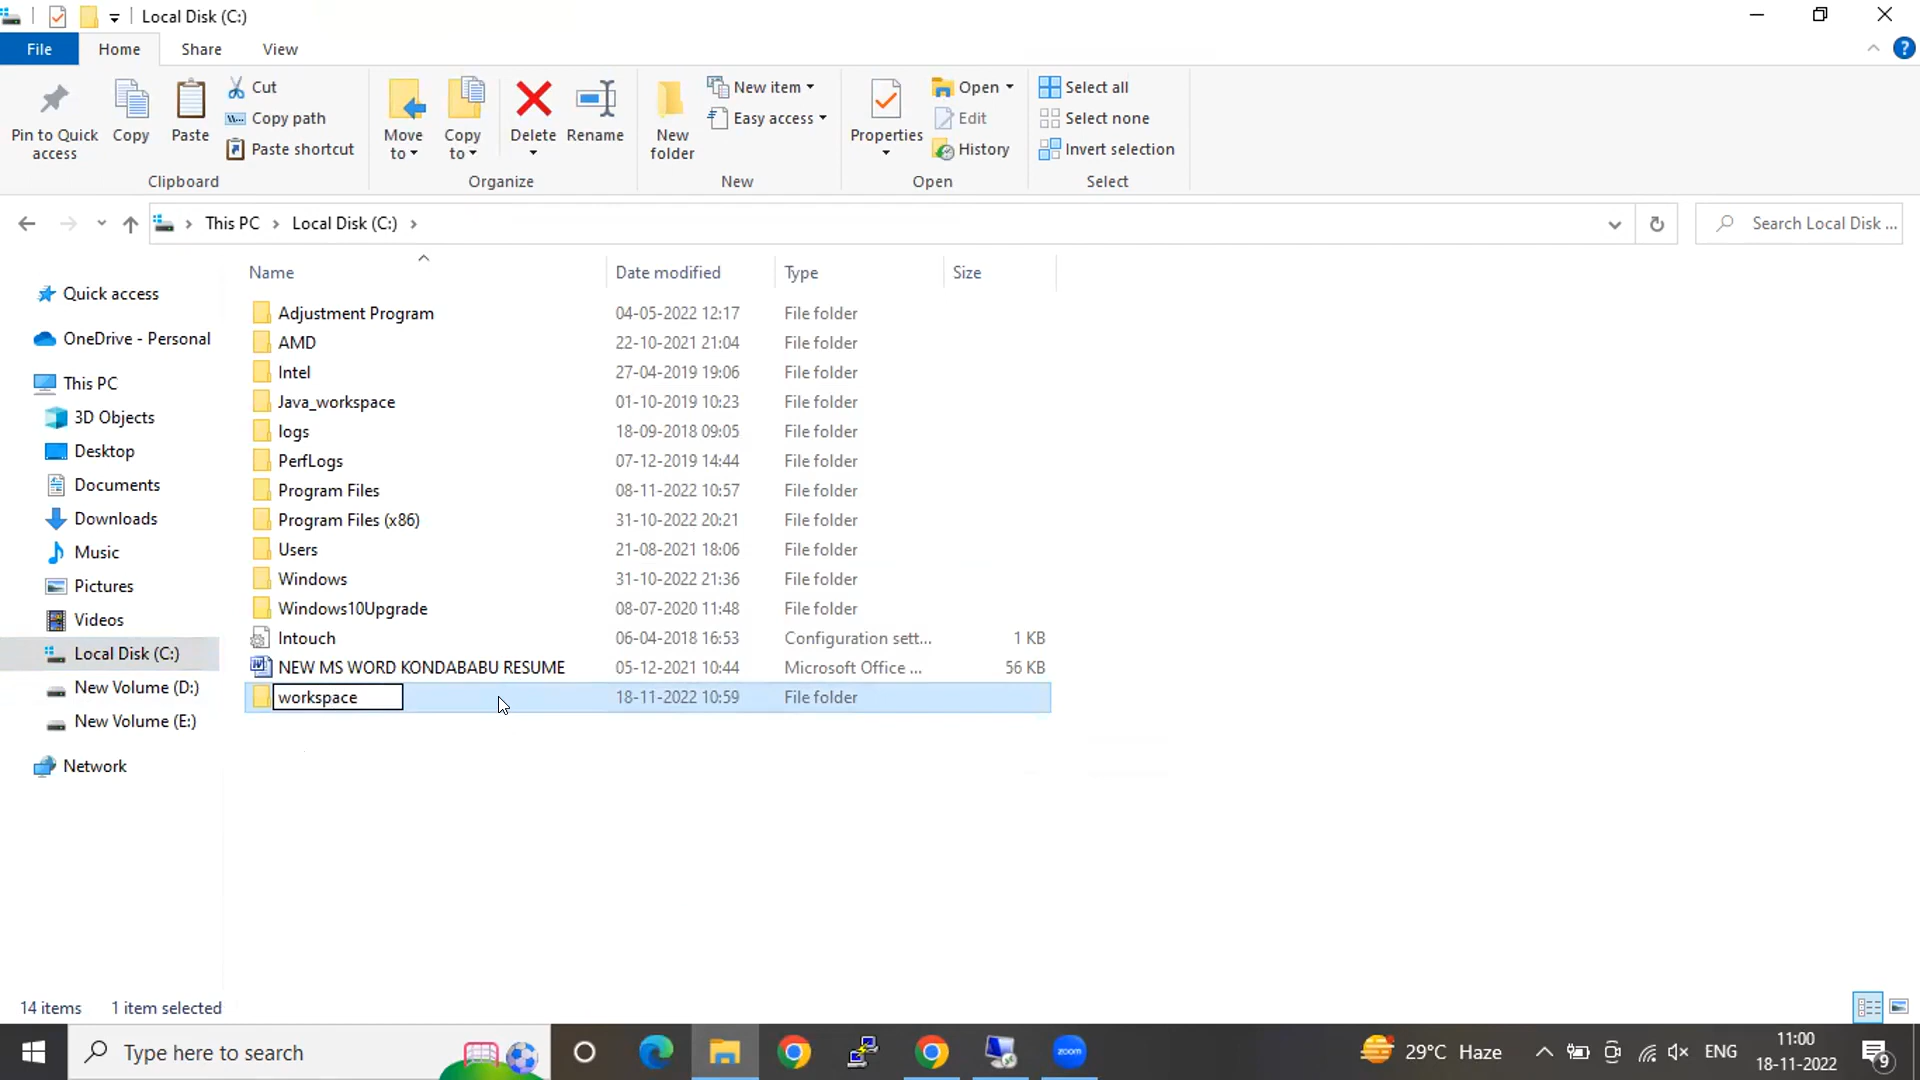 Local Disk (C:)
File Home Share View
Pin to Quick access
Copy
Paste
Cut
Copy path
Paste shortcut
Clipboard
Move to
Copy to
Delete
Rename
Organize
New folder
New item
Easy access
New
Properties
Open
Edit
History
Open
Select all
Select none
Invert selection
Select
This PC Local Disk (C:)
Search Local Disk ...
Name Date modified Type Size
Quick access
OneDrive - Personal
This PC
3D Objects
Desktop
Documents
Downloads
Music
Pictures
Videos
Local Disk (C:)
New Volume (D:)
New Volume (E:)
Network
Adjustment Program 04-05-2022 12:17 File folder
AMD 22-10-2021 21:04 File folder
Intel 27-04-2019 19:06 File folder
Java_workspace 01-10-2019 10:23 File folder
logs 18-09-2018 09:05 File folder
PerfLogs 07-12-2019 14:44 File folder
Program Files 08-11-2022 10:57 File folder
Program Files (x86) 31-10-2022 20:21 File folder
Users 21-08-2021 18:06 File folder
Windows 31-10-2022 21:36 File folder
Windows10Upgrade 08-07-2020 11:48 File folder
Intouch 06-04-2018 16:53 Configuration sett... 1 KB
NEW MS WORD KONDABABU RESUME 05-12-2021 10:44 Microsoft Office ... 56 KB
workspace 18-11-2022 10:59 File folder
14 items 1 item selected
Type here to search
zoom
29°C Haze
ENG
11:00
18-11-2022
9